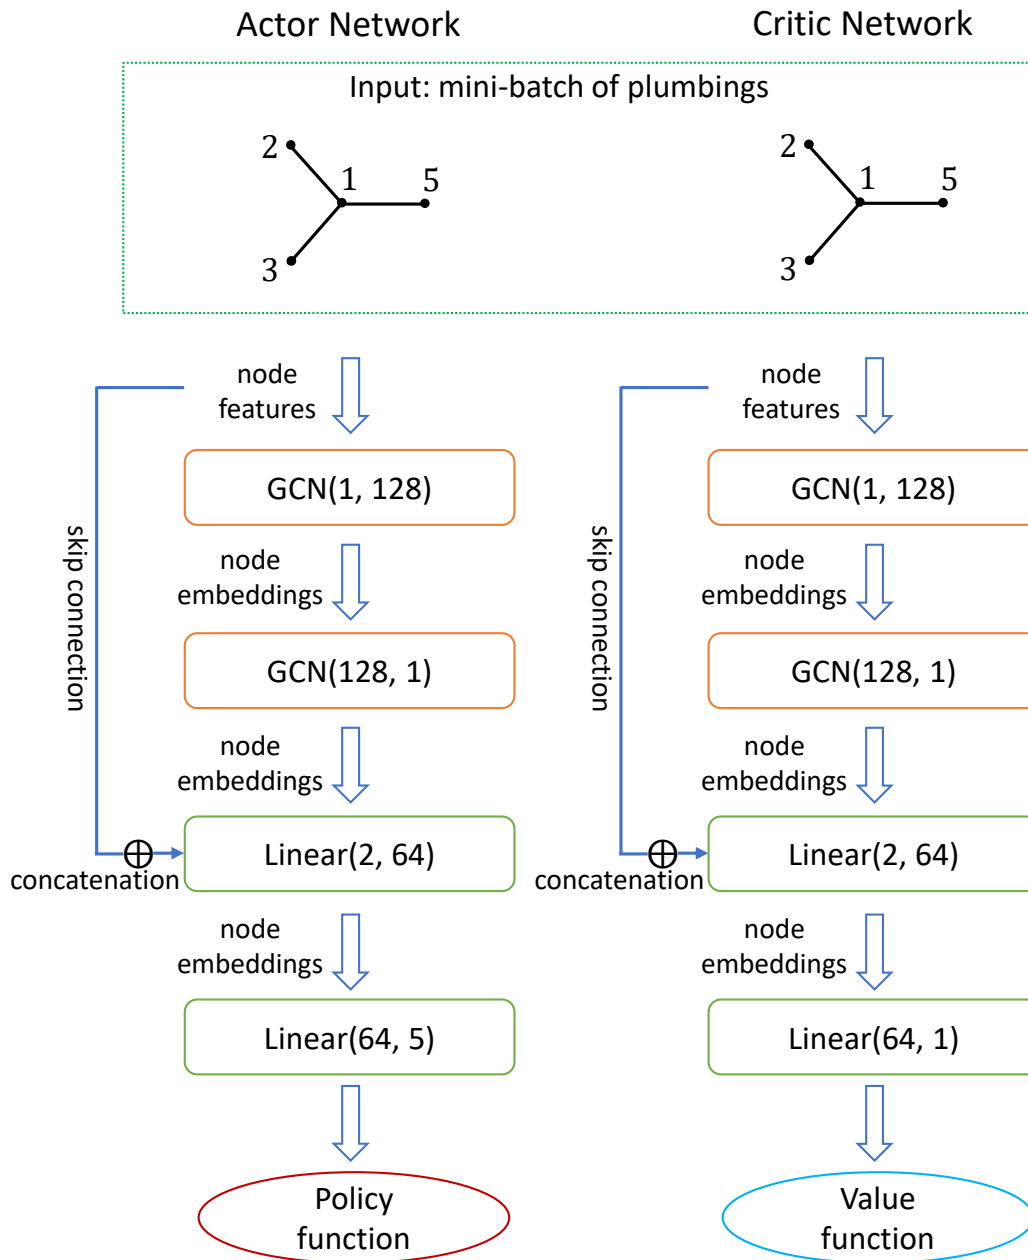 Actor Network
Critic Network
Input: mini-batch of plumbings
2
1
5
3
2
1
5
3
node
features
GCN(1, 128)
node
embeddings
GCN(128, 1)
node
embeddings
skip connection
Linear(2, 64)
concatenation
node
embeddings
Linear(64, 5)
Policy
function
node
features
GCN(1, 128)
node
embeddings
GCN(128, 1)
node
embeddings
skip connection
Linear(2, 64)
concatenation
node
embeddings
Linear(64, 1)
Value
function